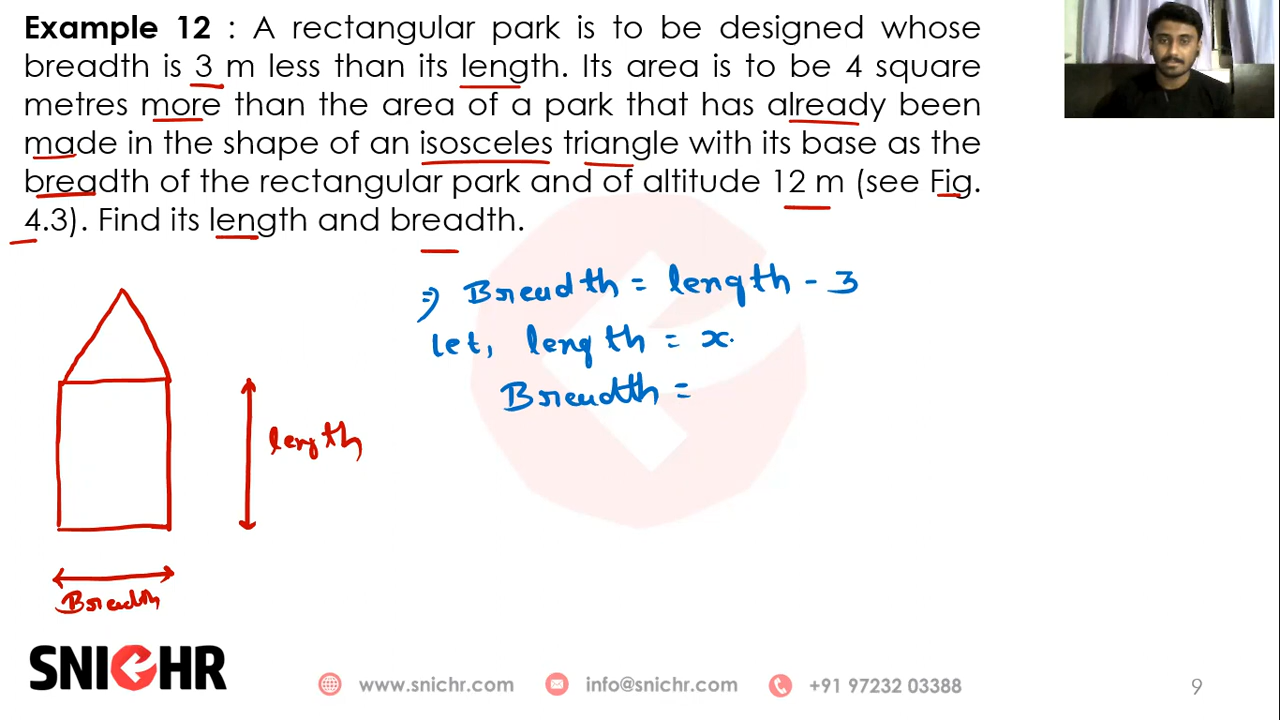 Example 12 : A rectangular park is to be designed whose
breadth is 3 m less than its length. Its area is to be 4 square
metres more than the area of a park that has already been
made in the shape of an isosceles triangle with its base as the
breadth of the rectangular park and of altitude 12 m (see Fig.
4.3). Find its length and breadth.
⇒ Breadth = length - 3
let, length = x.
Breadth =
length
Breadth
SNICHR
www.snichr.com info@snichr.com +91 97232 03388 9